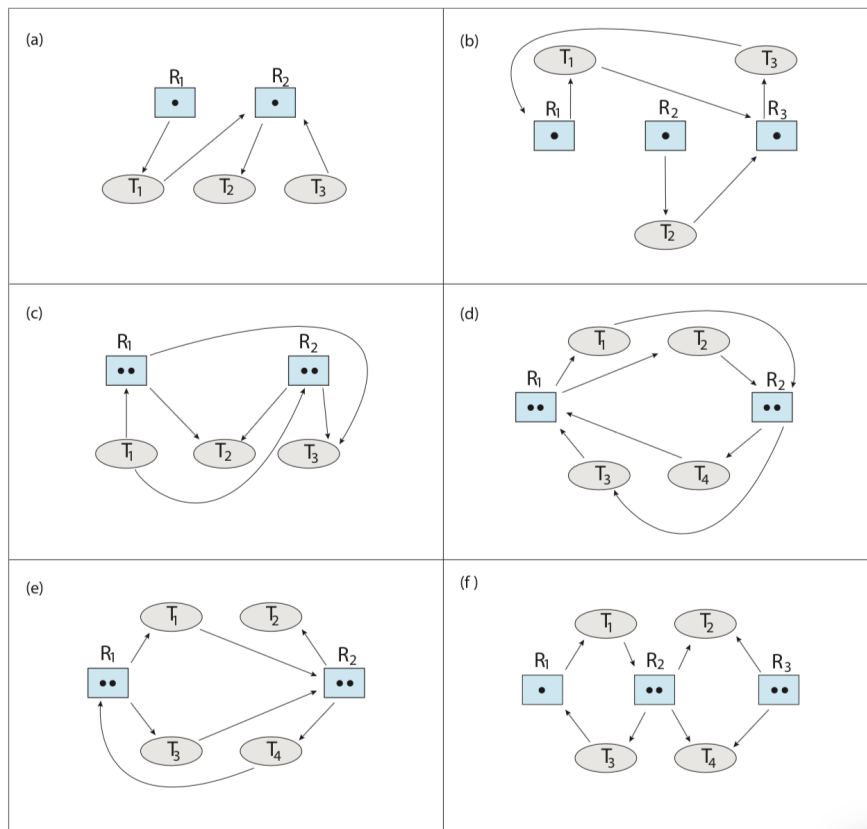 (a)
R1 R2
T1 T2 T3
(b)
T1 T3
R1 R2 R3
T2
(c)
R1 R2
T1 T2 T3
(d)
T1 T2
R1 R2
T3 T4
(e)
T1 T2
R1 R2
T3 T4
(f )
T1 T2
R1 R2 R3
T3 T4